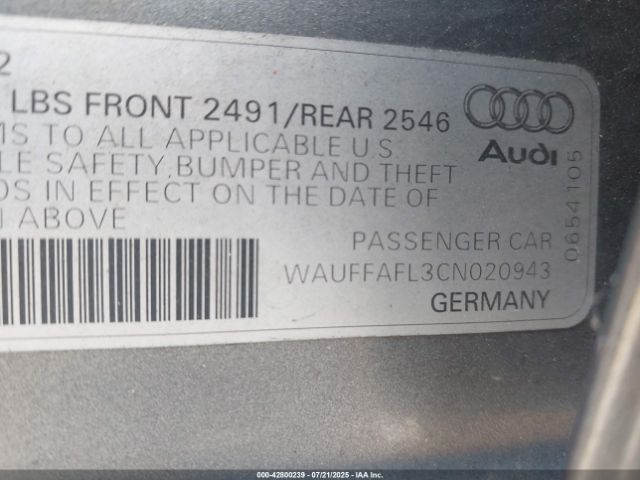 2
LBS FRONT 2491/REAR 2546
MS TO ALL APPLICABLE U S
LE SAFETY,BUMPER AND THEFT
DS IN EFFECT ON THE DATE OF
N ABOVE
Audi
0654105
PASSENGER CAR
WAUFFAFL3CN020943
GERMANY
000-42800239 - 07/21/2025 - IAA Inc.